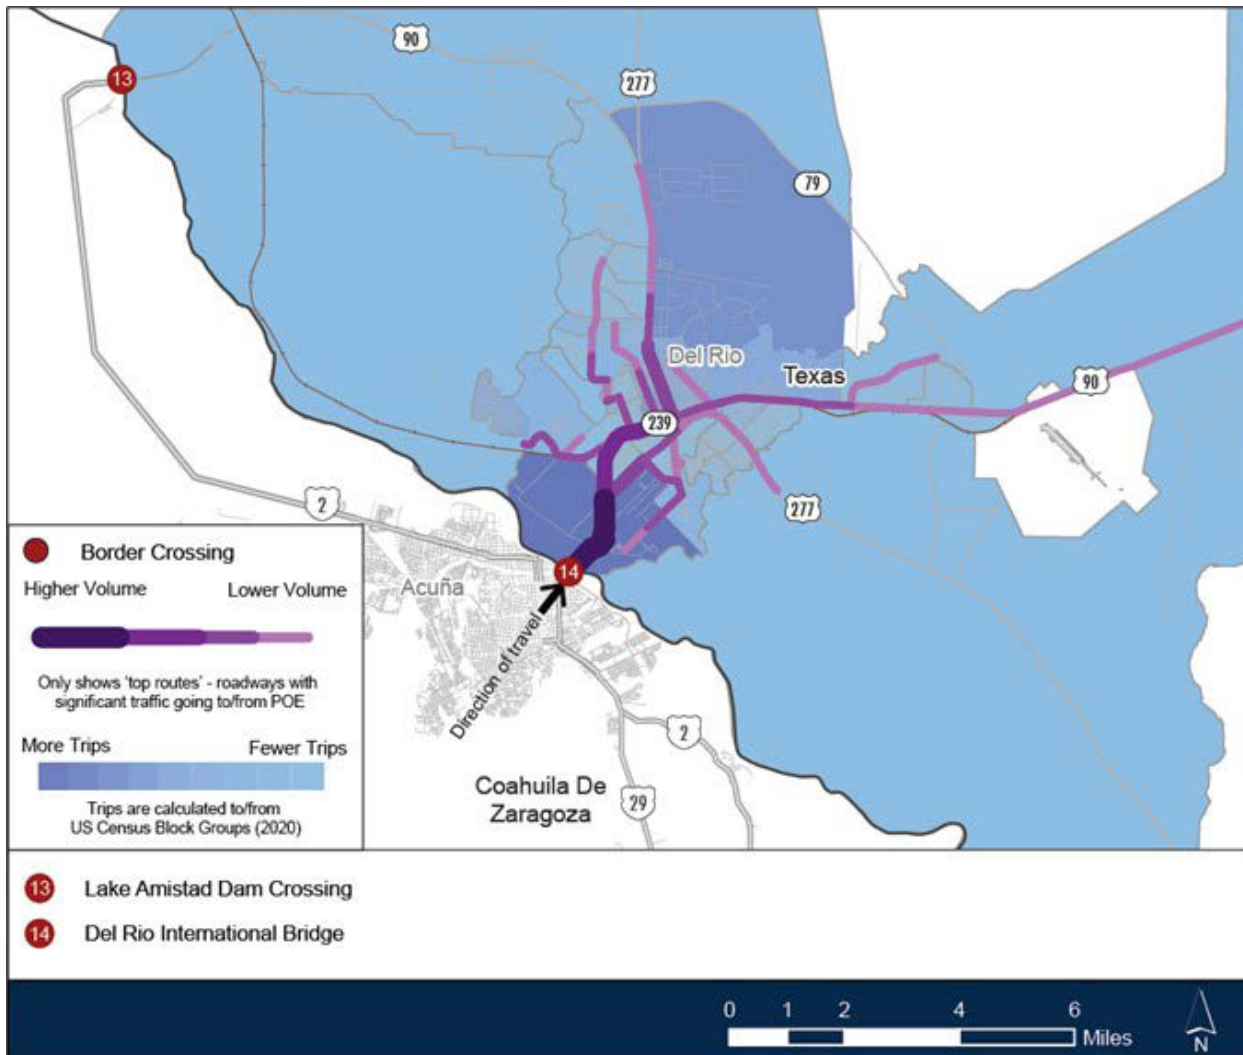 90
13
277
79
Del Rio
Texas
90
239
2
277
Border Crossing
Higher Volume
Lower Volume
Only shows 'top routes' - roadways with
significant traffic going to/from POE
More Trips
Fewer Trips
Trips are calculated to/from
US Census Block Groups (2020)
14
Acuña
Direction of travel
2
Coahuila De
Zaragoza
29
13 Lake Amistad Dam Crossing
14 Del Rio International Bridge
0 1 2 4 6
Miles
N